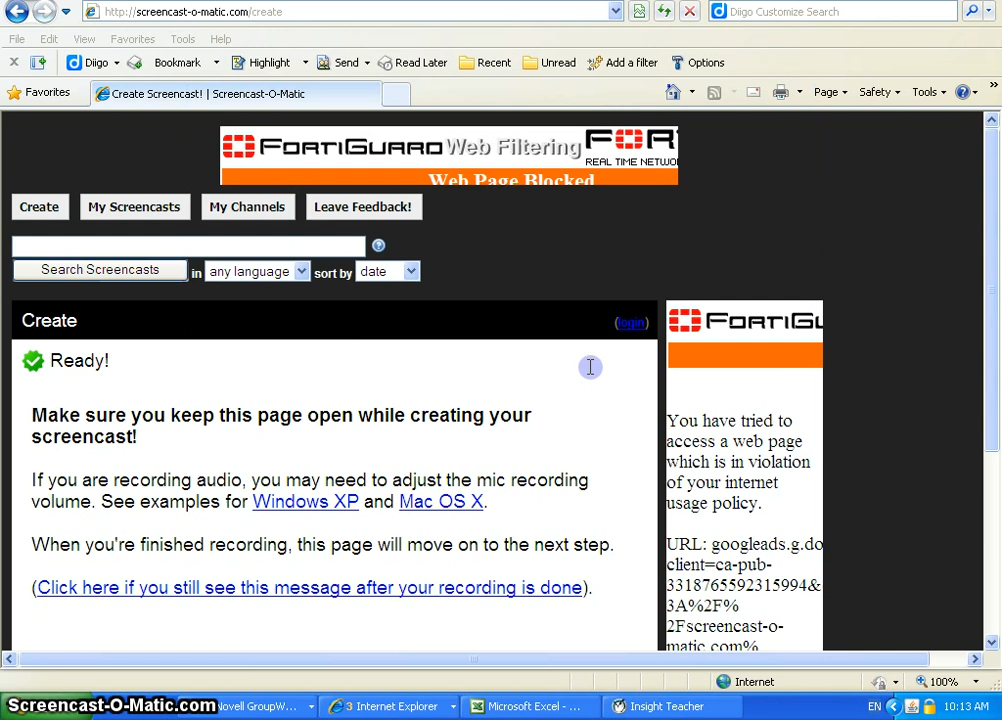 http://screencast-o-matic.com/create
Diigo Customize Search
File Edit View Favorites Tools Help
Diigo Bookmark Highlight Send Read Later Recent Unread Add a filter Options
Favorites Create Screencast! | Screencast-O-Matic Page Safety Tools
FORTIGUARD Web Filtering FOR
REAL TIME NETWO
Web Page Blocked
Create My Screencasts My Channels Leave Feedback!
Search Screencasts in any language sort by date
Create (login)
Ready!
Make sure you keep this page open while creating your
screencast!
If you are recording audio, you may need to adjust the mic recording
volume. See examples for Windows XP and Mac OS X.
When you're finished recording, this page will move on to the next step.
(Click here if you still see this message after your recording is done).
FORTIGU
You have tried to
access a web page
which is in violation
of your internet
usage policy.
URL: googleads.g.do
client=ca-pub-
3318765592315994&
3A%2F%
2Fscreencast-o-
matic.com%
Internet 100%
Screencast-O-Matic.com Novell GroupW... 3 Internet Explorer Microsoft Excel - ... Insight Teacher EN 10:13 AM